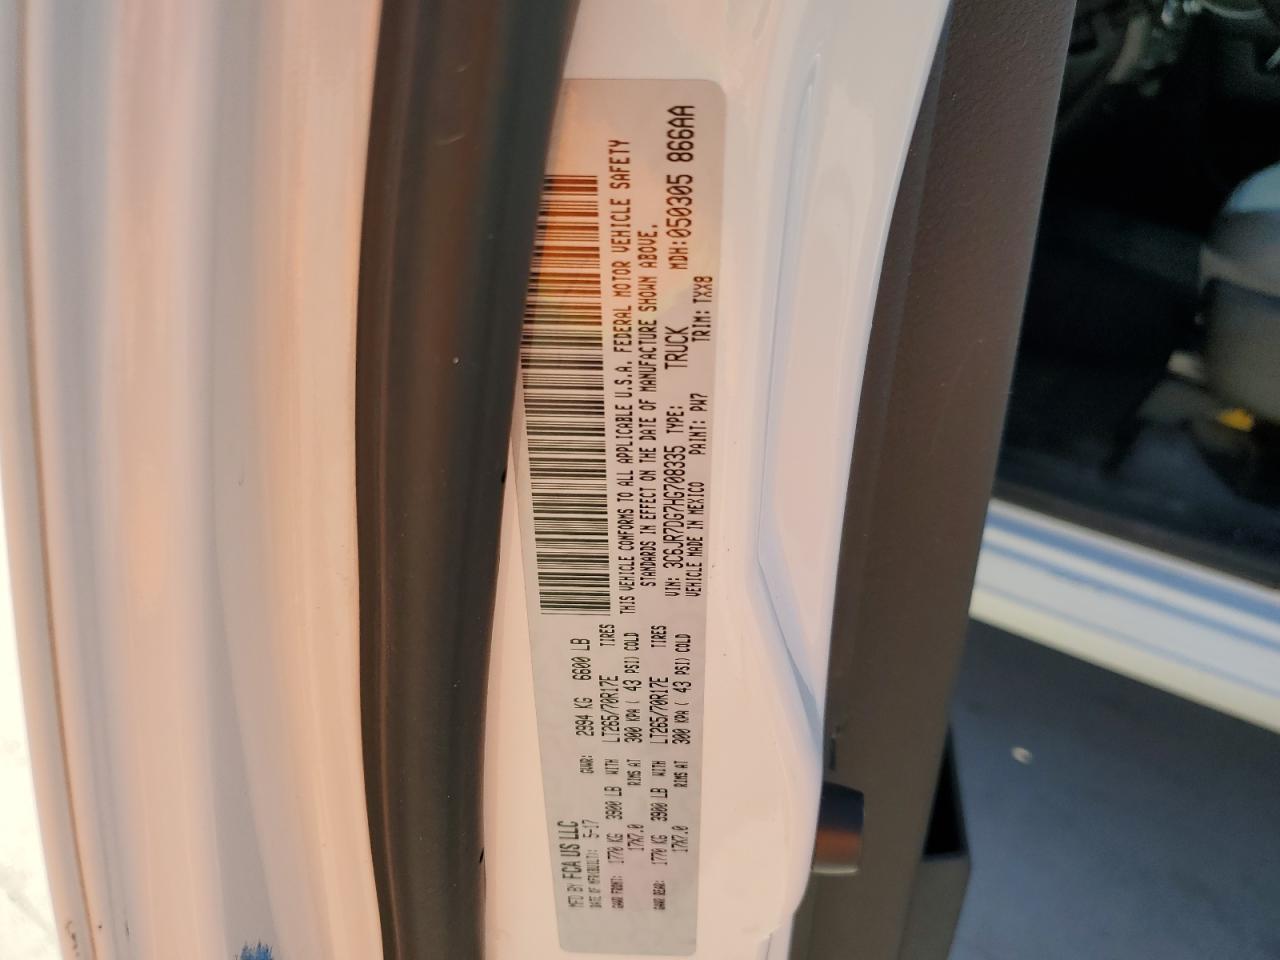 MFD BY FCA US LLC
DATE OF MFR(BUILT): 5-17 GVWR: 2994 KG 6600 LB
GAWR FRONT: 1770 KG 3900 LB WITH LT265/70R17E TIRES
17X7.0 RIMS AT 300 KPA ( 43 PSI) COLD
GAWR REAR: 1770 KG 3900 LB WITH LT265/70R17E TIRES
17X7.0 RIMS AT 300 KPA ( 43 PSI) COLD
THIS VEHICLE CONFORMS TO ALL APPLICABLE U.S.A. FEDERAL MOTOR VEHICLE SAFETY
STANDARDS IN EFFECT ON THE DATE OF MANUFACTURE SHOWN ABOVE.
VIN: 3C6JR7DG7HG708335 TYPE: TRUCK MDH:050305 866AA
VEHICLE MADE IN MEXICO PAINT: PW7 TRIM: TXX8